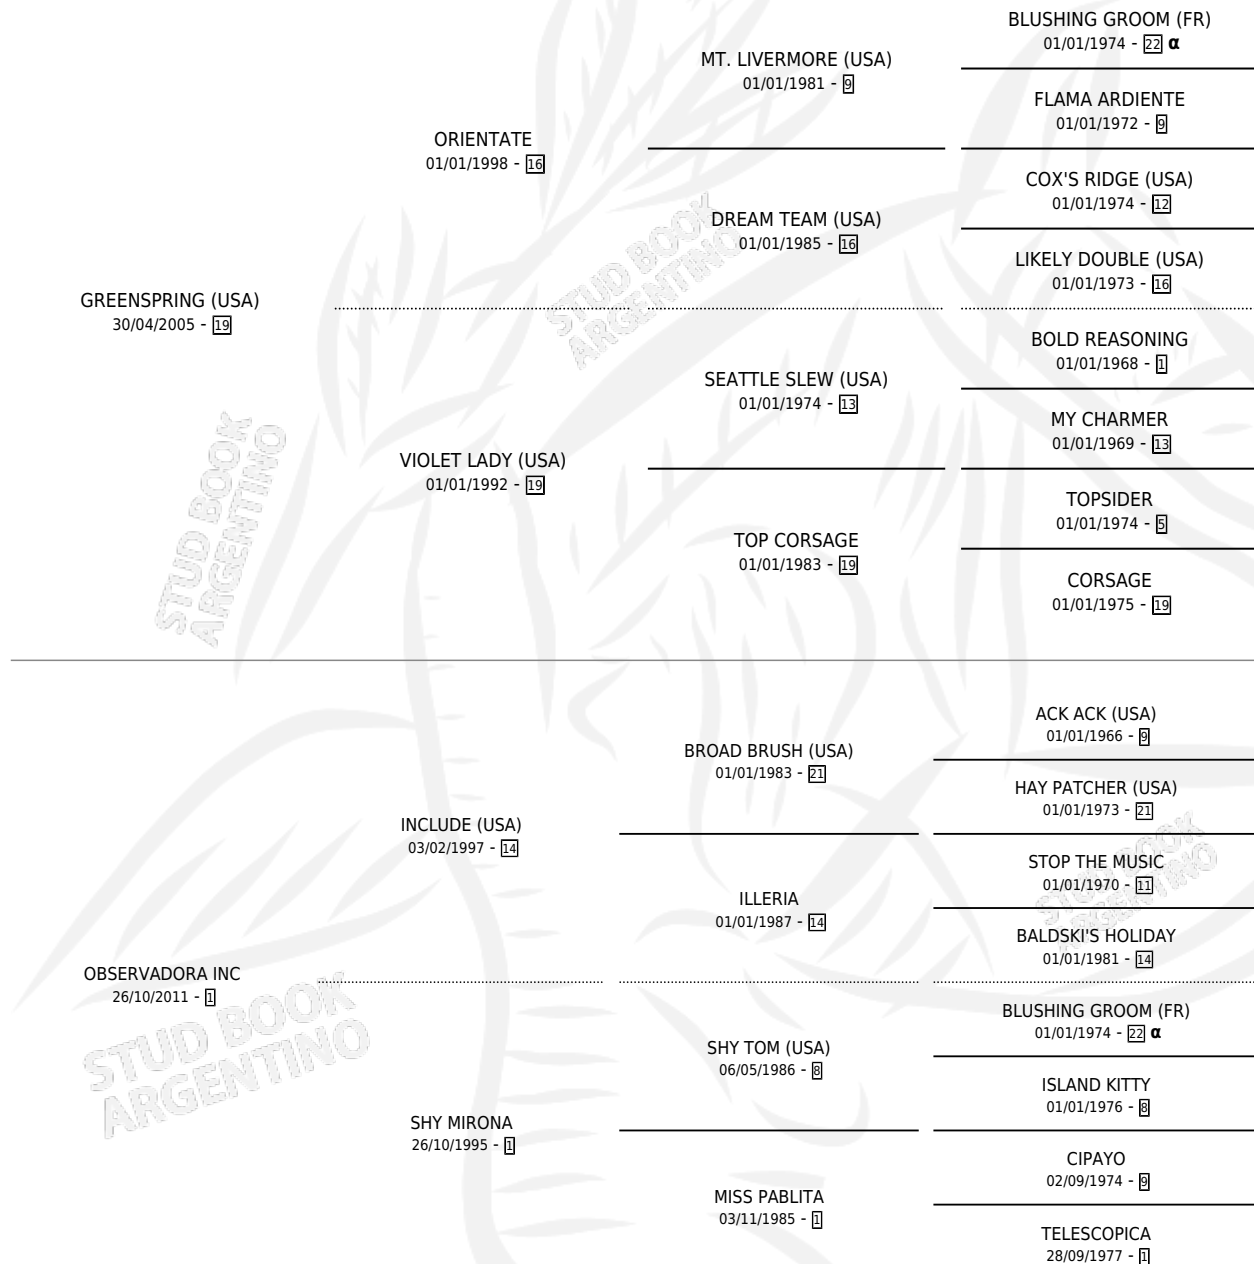 BLUSHING GROOM (FR)
01/01/1974 - 22 α
MT. LIVERMORE (USA)
01/01/1981 - 9
FLAMA ARDIENTE
01/01/1972 - 9
ORIENTATE
01/01/1998 - 16
COX'S RIDGE (USA)
01/01/1974 - 12
DREAM TEAM (USA)
01/01/1985 - 16
LIKELY DOUBLE (USA)
01/01/1973 - 16
GREENSPRING (USA)
30/04/2005 - 19
BOLD REASONING
01/01/1968 - 1
SEATTLE SLEW (USA)
01/01/1974 - 13
MY CHARMER
01/01/1969 - 13
VIOLET LADY (USA)
01/01/1992 - 19
TOPSIDER
01/01/1974 - 5
TOP CORSAGE
01/01/1983 - 19
CORSAGE
01/01/1975 - 19
ACK ACK (USA)
01/01/1966 - 9
BROAD BRUSH (USA)
01/01/1983 - 21
HAY PATCHER (USA)
01/01/1973 - 21
INCLUDE (USA)
03/02/1997 - 14
STOP THE MUSIC
01/01/1970 - 11
ILLERIA
01/01/1987 - 14
BALDSKI'S HOLIDAY
01/01/1981 - 14
OBSERVADORA INC
26/10/2011 - 1
BLUSHING GROOM (FR)
01/01/1974 - 22 α
SHY TOM (USA)
06/05/1986 - 8
ISLAND KITTY
01/01/1976 - 8
SHY MIRONA
26/10/1995 - 1
CIPAYO
02/09/1974 - 9
MISS PABLITA
03/11/1985 - 1
TELESCOPICA
28/09/1977 - 1
STUD BOOK
ARGENTINO
STUD BOOK
ARGENTINO
STUD BOOK
ARGENTINO
STUD BOOK
ARGENTINO